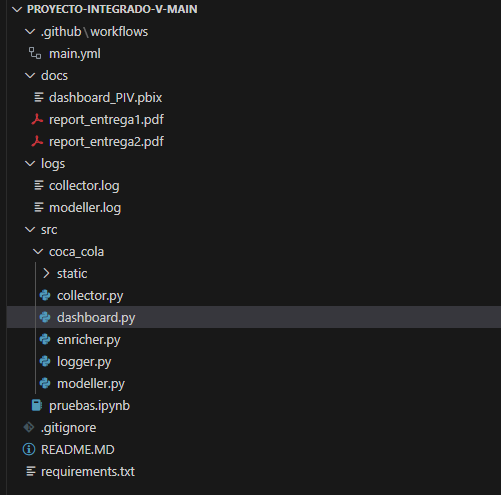 PROYECTO-INTEGRADO-V-MAIN
.github\workflows
main.yml
docs
dashboard_PIV.pbix
report_entrega1.pdf
report_entrega2.pdf
logs
collector.log
modeller.log
src
coca_cola
static
collector.py
dashboard.py
enricher.py
logger.py
modeller.py
pruebas.ipynb
.gitignore
README.MD
requirements.txt